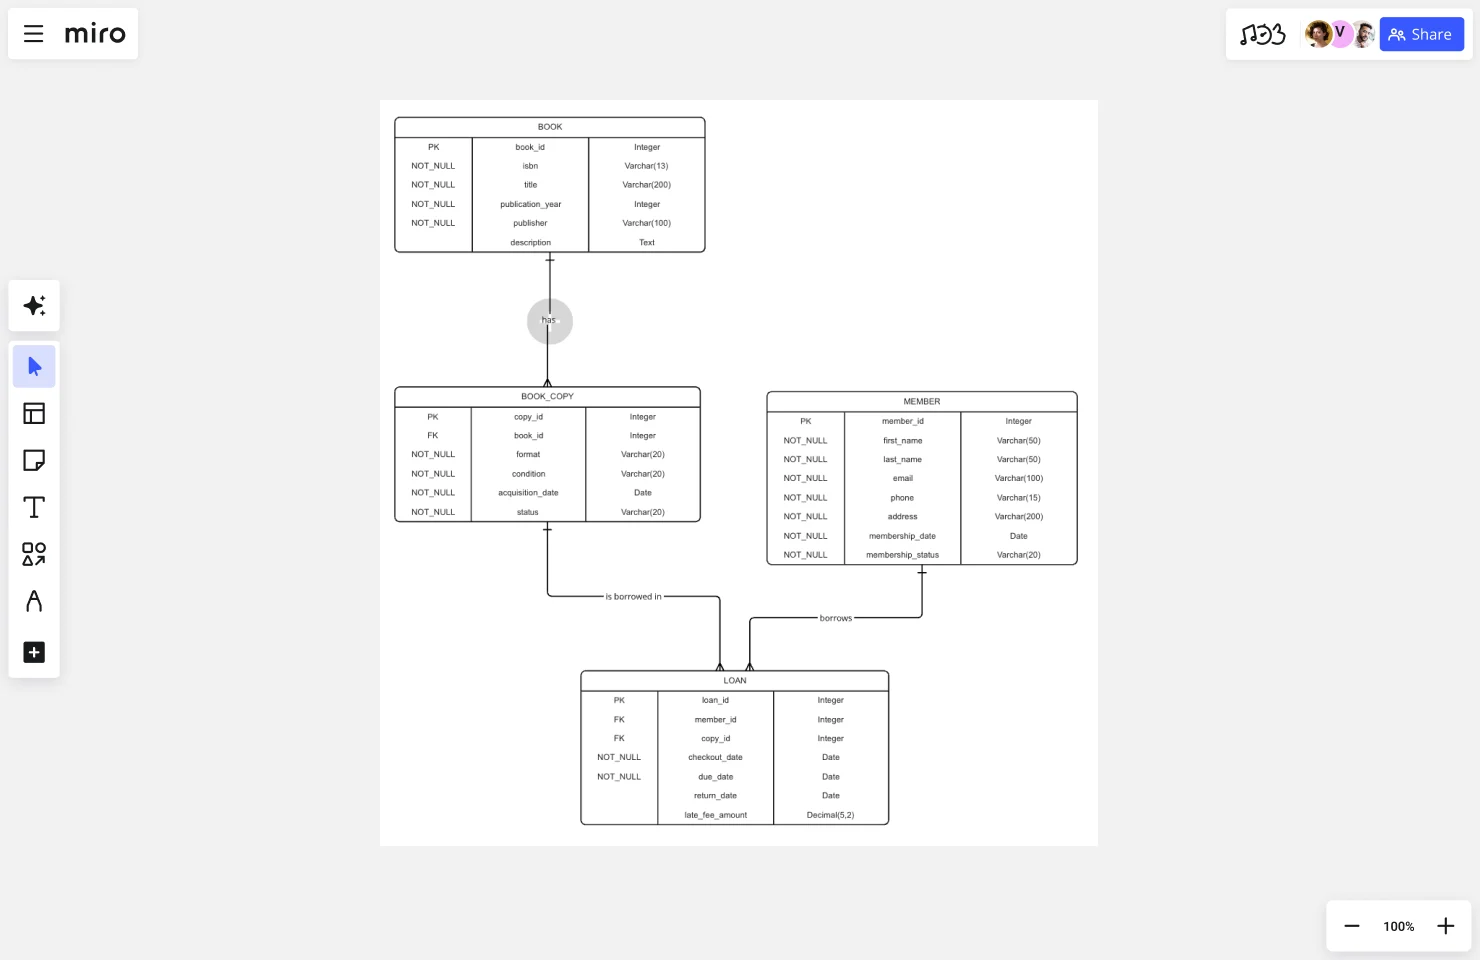 miro
V
Share
BOOK
PK book_id Integer
NOT_NULL isbn Varchar(13)
NOT_NULL title Varchar(200)
NOT_NULL publication_year Integer
NOT_NULL publisher Varchar(100)
description Text
has
BOOK_COPY
PK copy_id Integer
FK book_id Integer
NOT_NULL format Varchar(20)
NOT_NULL condition Varchar(20)
NOT_NULL acquisition_date Date
NOT_NULL status Varchar(20)
MEMBER
PK member_id Integer
NOT_NULL first_name Varchar(50)
NOT_NULL last_name Varchar(50)
NOT_NULL email Varchar(100)
NOT_NULL phone Varchar(15)
NOT_NULL address Varchar(200)
NOT_NULL membership_date Date
NOT_NULL membership_status Varchar(20)
is borrowed in
borrows
LOAN
PK loan_id Integer
FK member_id Integer
FK copy_id Integer
NOT_NULL checkout_date Date
NOT_NULL due_date Date
return_date Date
late_fee_amount Decimal(5,2)
100%